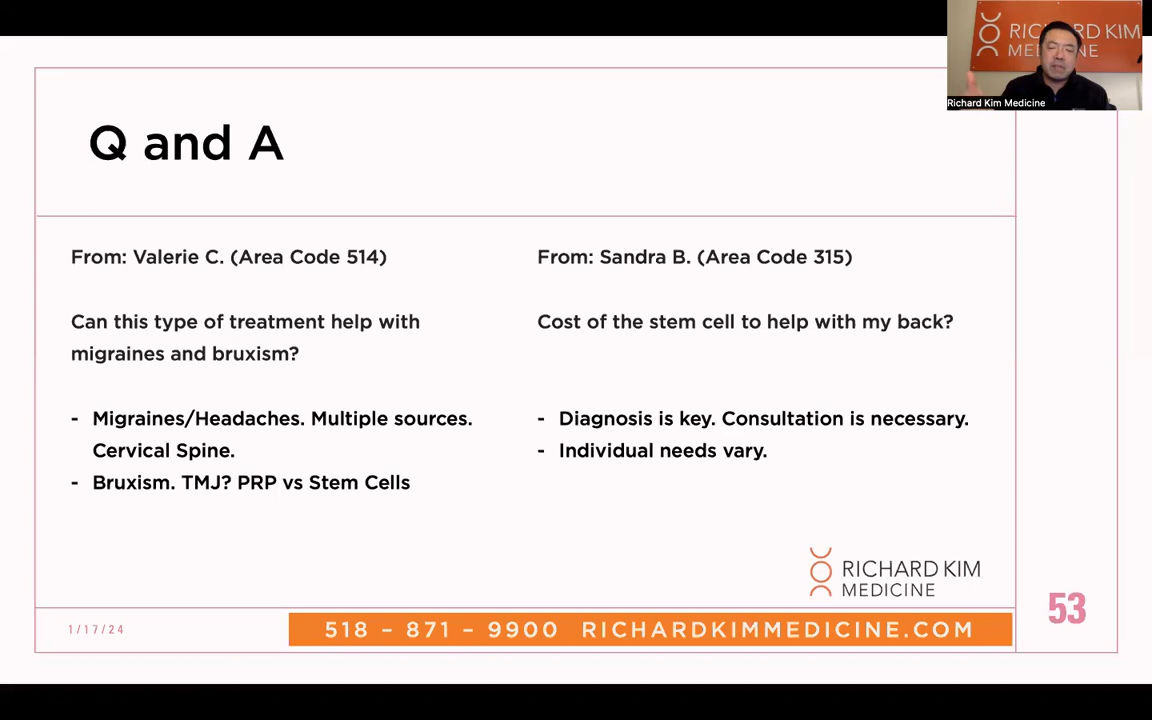 RICHARD KIM
MEDICINE
Richard Kim Medicine
Q and A
From: Valerie C. (Area Code 514)
Can this type of treatment help with
migraines and bruxism?
- Migraines/Headaches. Multiple sources.
Cervical Spine.
- Bruxism. TMJ? PRP vs Stem Cells
From: Sandra B. (Area Code 315)
Cost of the stem cell to help with my back?
- Diagnosis is key. Consultation is necessary.
- Individual needs vary.
RICHARD KIM
MEDICINE
53
1/17/24
518 - 871 - 9900 RICHARDKIMMEDICINE.COM